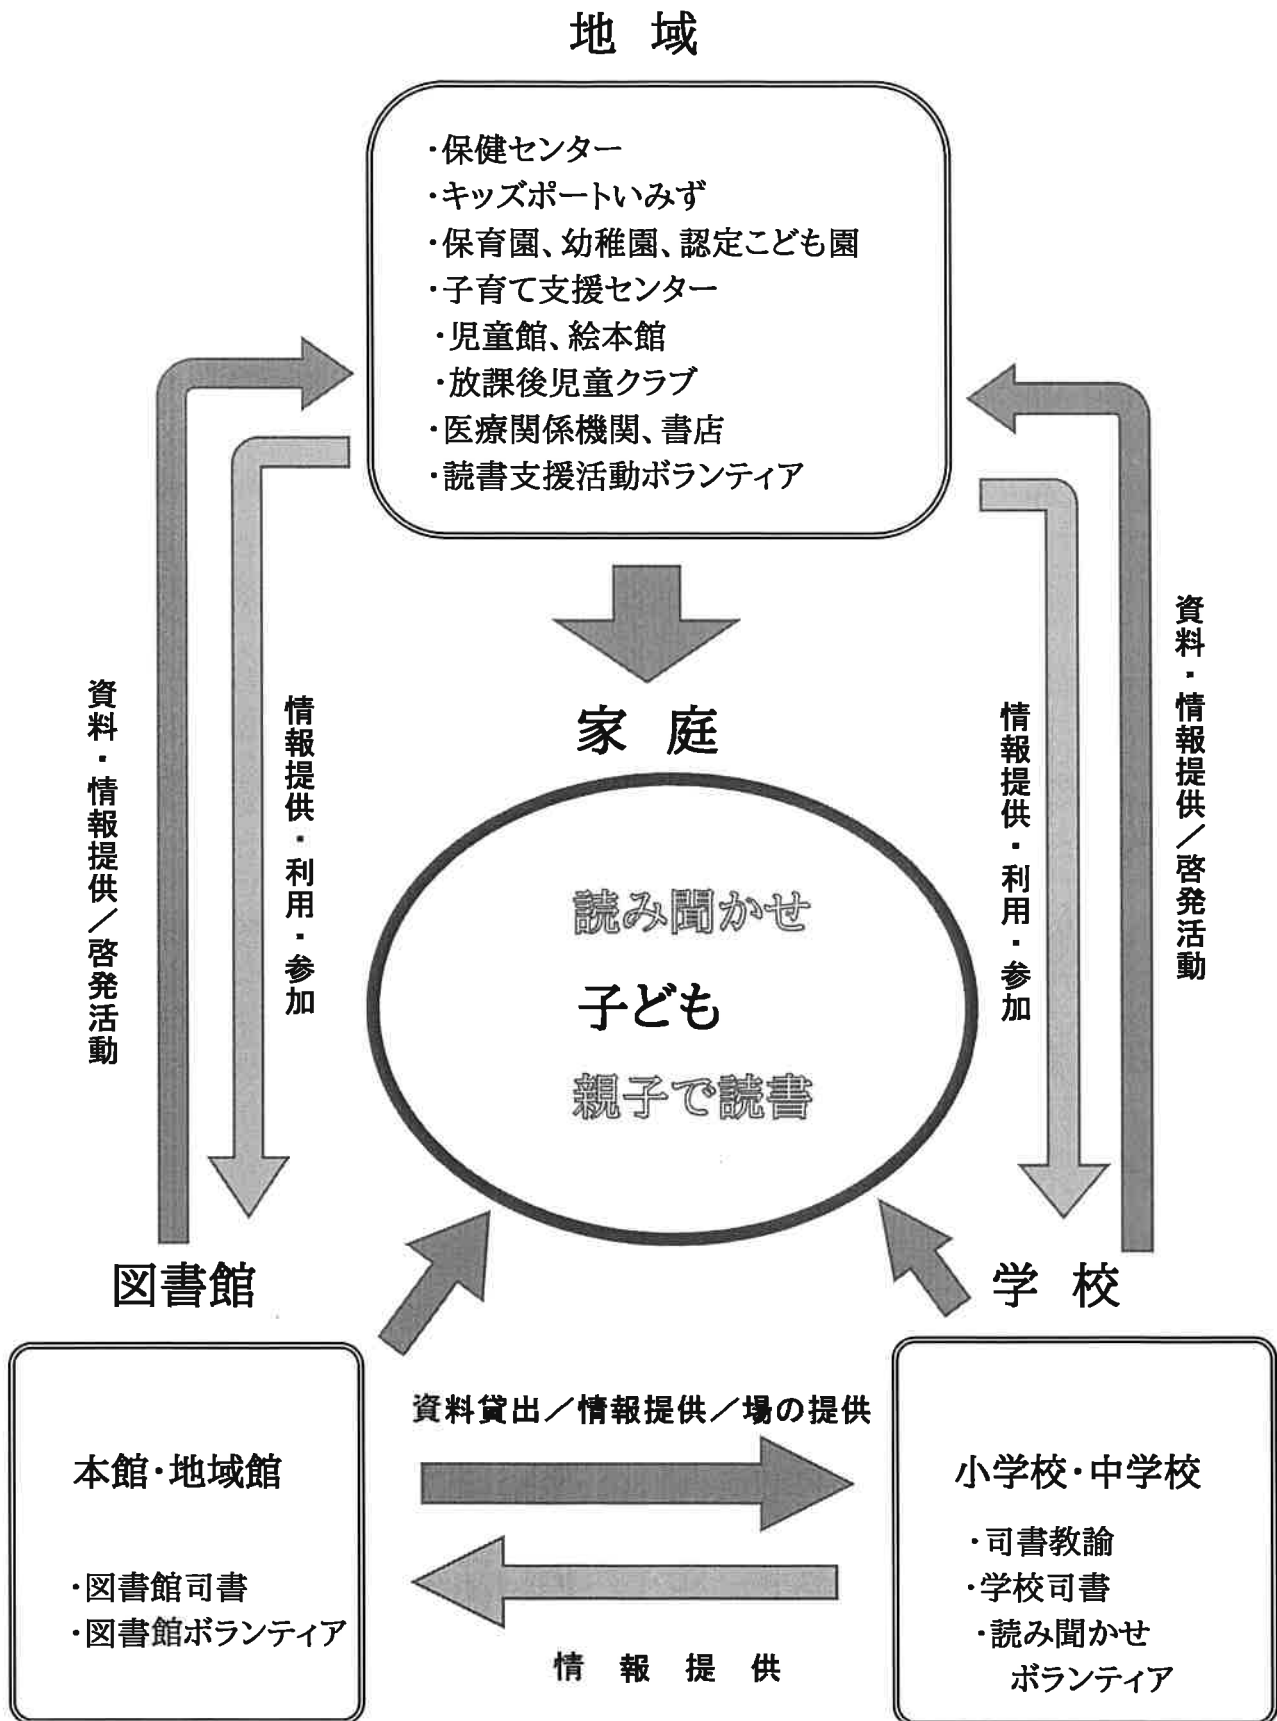 地 域
・保健センター
・キッズポートいみず
・保育園、幼稚園、認定こども園
・子育て支援センター
・児童館、絵本館
・放課後児童クラブ
・医療関係機関、書店
・読書支援活動ボランティア
資料・情報提供／啓発活動
情報提供・利用・参加
家 庭
読み聞かせ
子ども
親子で読書
情報提供・利用・参加
資料・情報提供／啓発活動
図書館
学 校
本館・地域館
・図書館司書
・図書館ボランティア
資料貸出／情報提供／場の提供
情 報 提 供
小学校・中学校
・司書教諭
・学校司書
・読み聞かせ
ボランティア